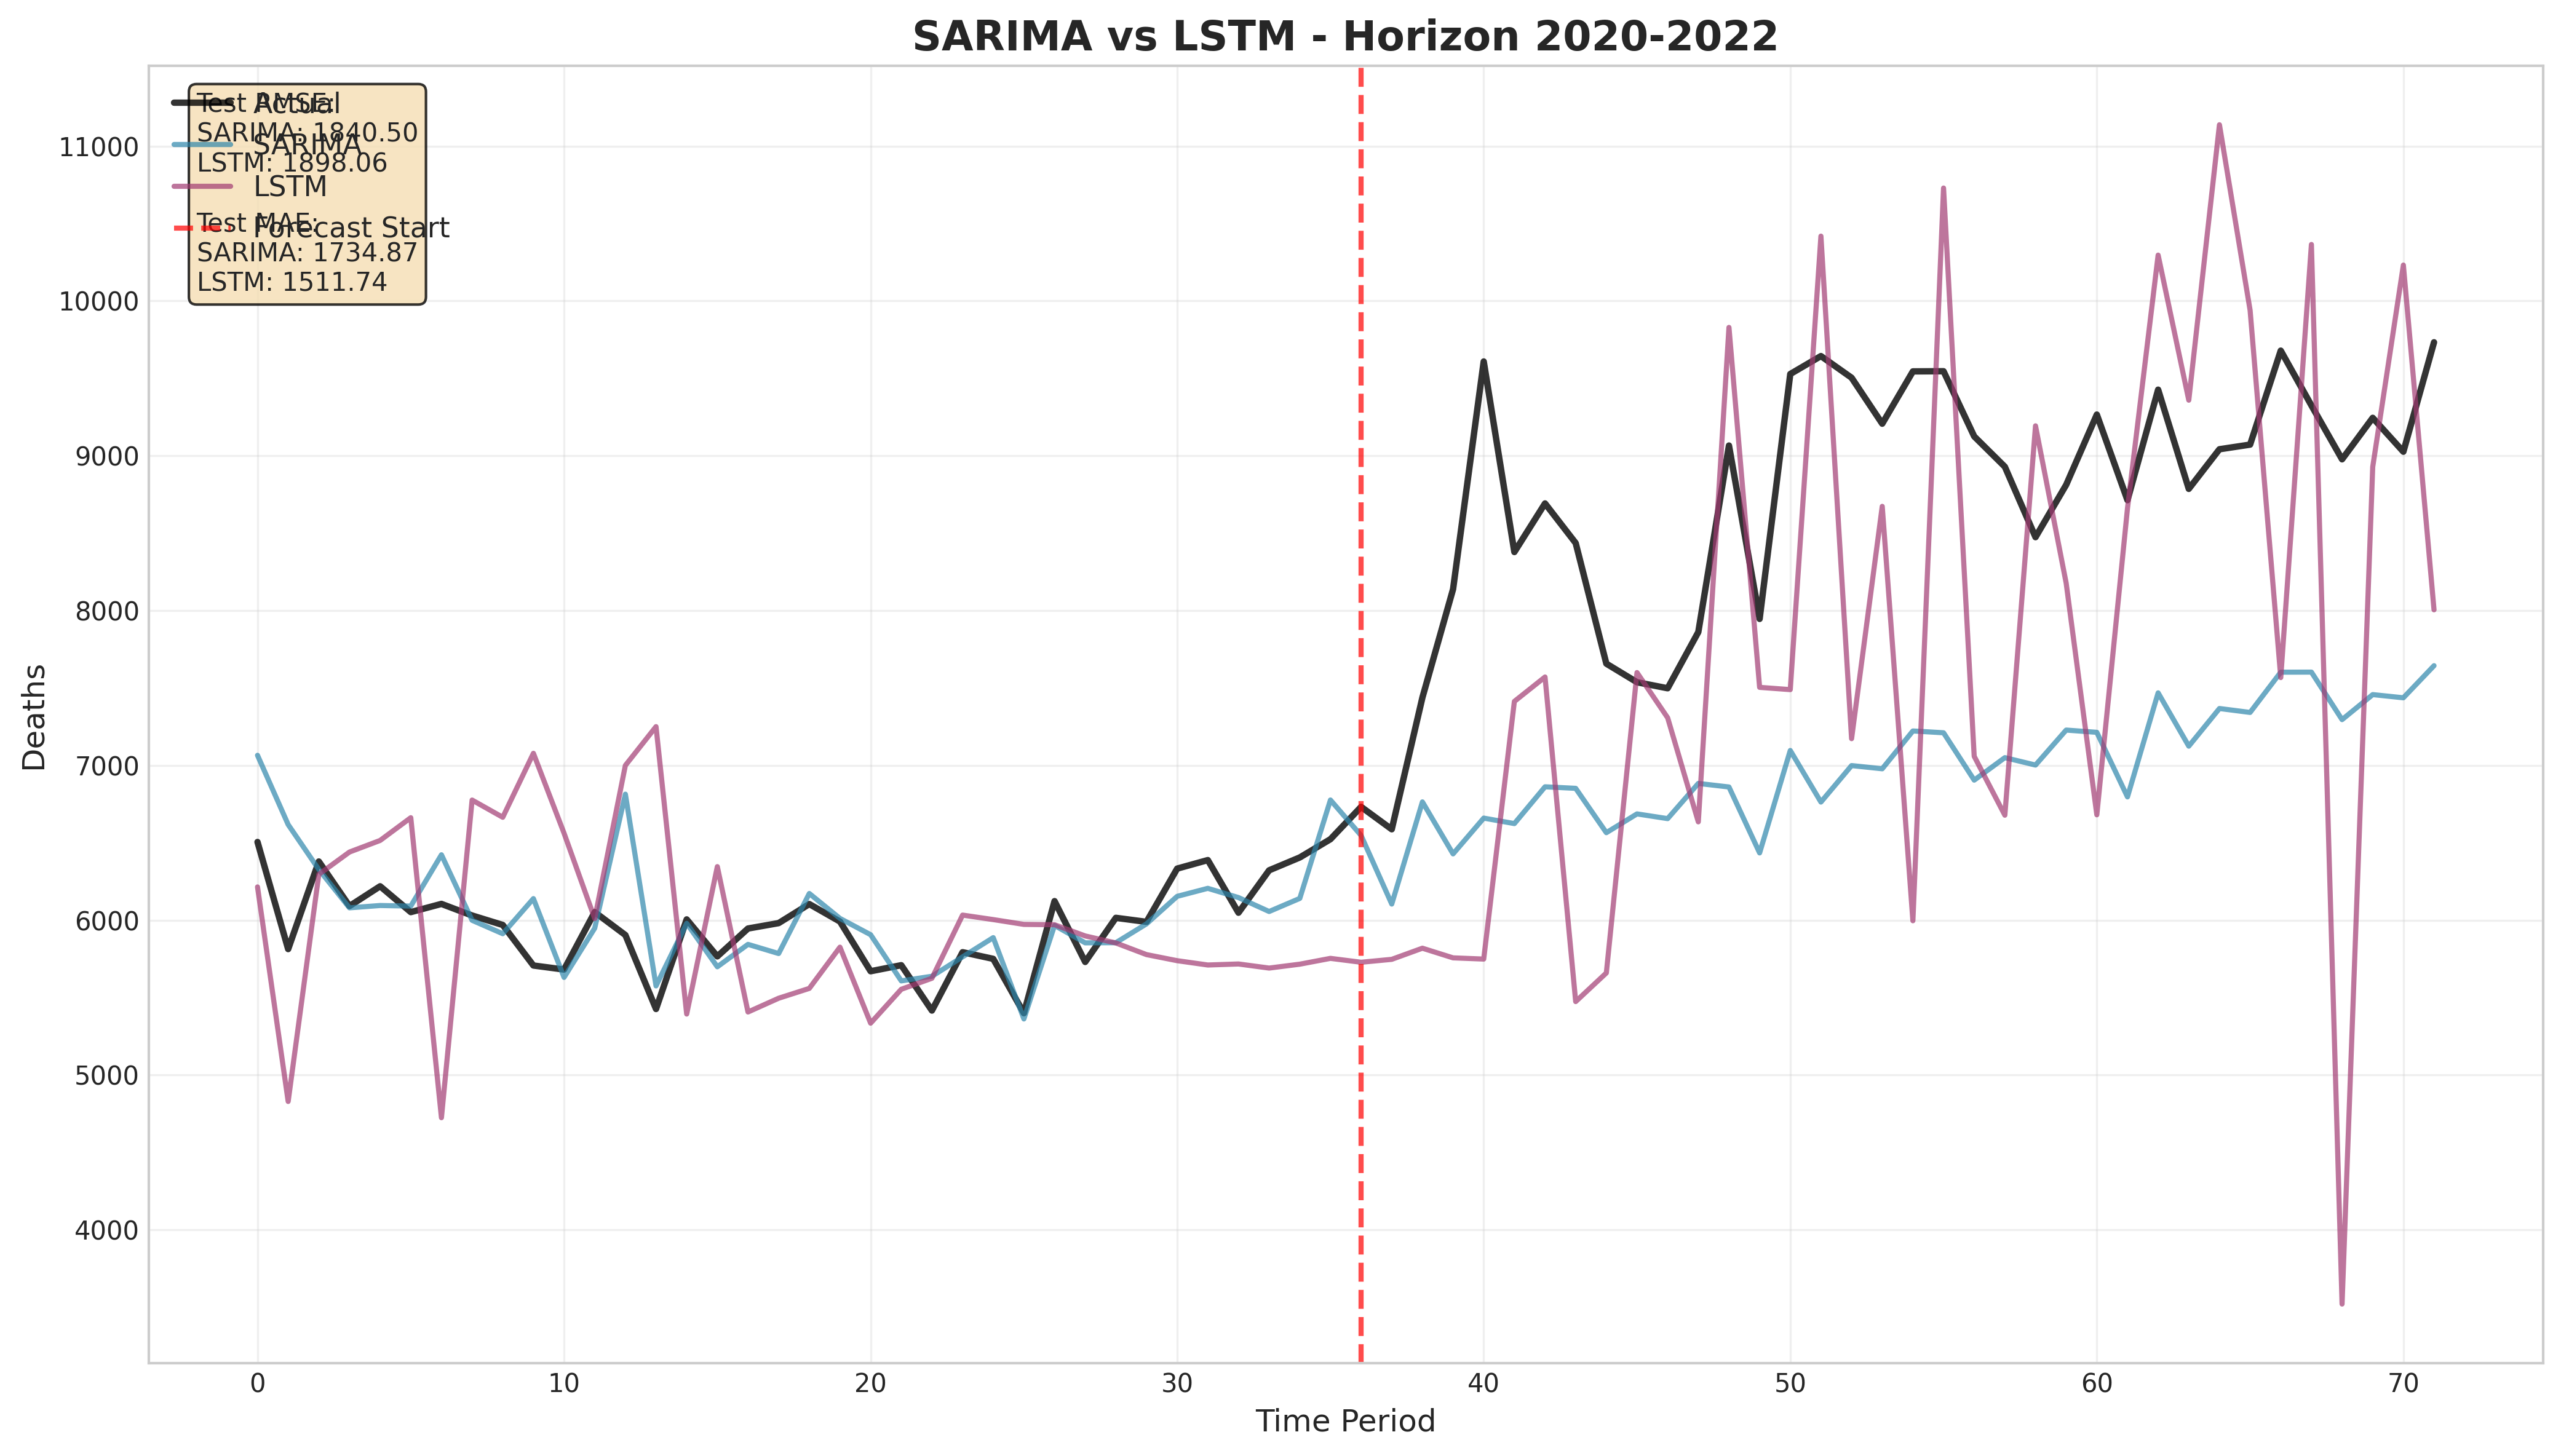 SARIMA vs LSTM - Horizon 2020-2022
Actual
SARIMA
LSTM
Forecast Start
Test RMSE:
SARIMA: 1840.50
LSTM: 1898.06
Test MAE:
SARIMA: 1734.87
LSTM: 1511.74
11000
10000
9000
8000
7000
6000
5000
4000
Deaths
0 10 20 30 40 50 60 70
Time Period